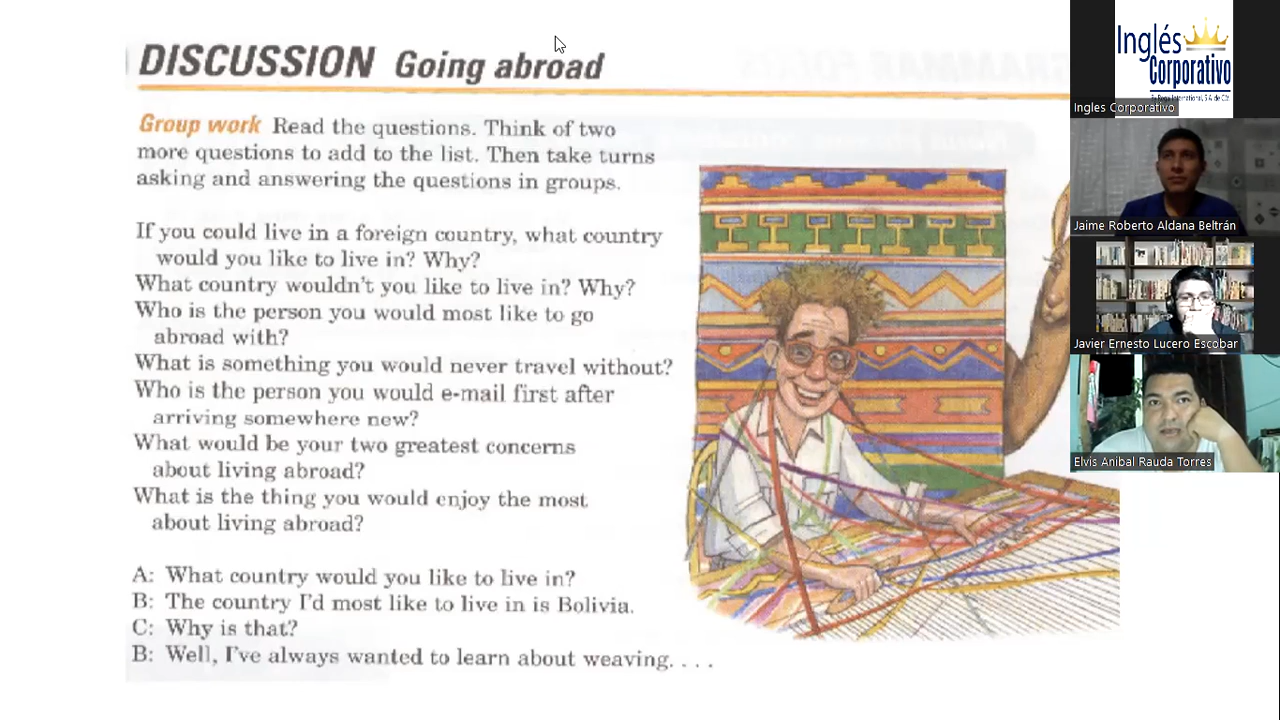 DISCUSSION Going abroad
Group work Read the questions. Think of two
more questions to add to the list. Then take turns
asking and answering the questions in groups.
If you could live in a foreign country, what country
would you like to live in? Why?
What country wouldn't you like to live in? Why?
Who is the person you would most like to go
abroad with?
What is something you would never travel without?
Who is the person you would e-mail first after
arriving somewhere new?
What would be your two greatest concerns
about living abroad?
What is the thing you would enjoy the most
about living abroad?
A: What country would you like to live in?
B: The country I'd most like to live in is Bolivia.
C: Why is that?
B: Well, I've always wanted to learn about weaving. . . .
Inglés
Corporativo
Ingles Corporativo
Jaime Roberto Aldana Beltrán
Javier Ernesto Lucero Escobar
Elvis Anibal Rauda Torres